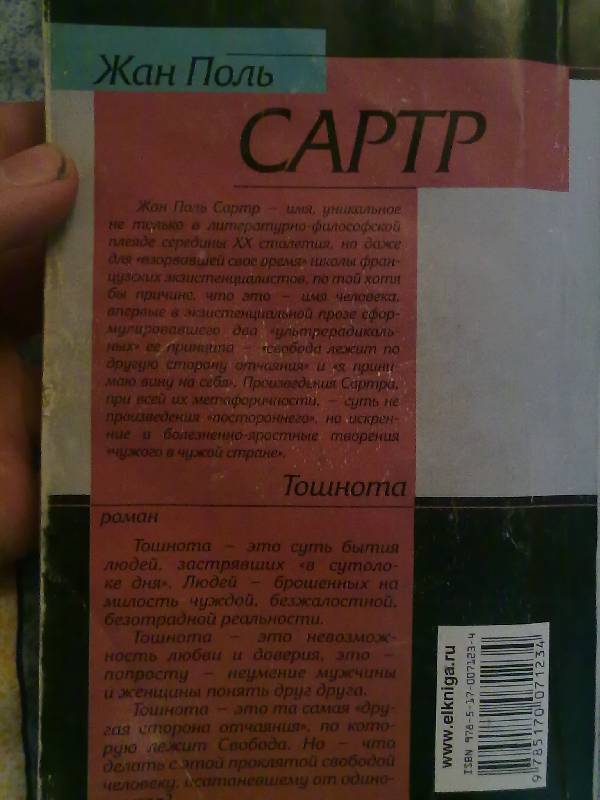 Жан Поль
САРТР
Жан Поль Сартр – имя, уникальное
не только в литературно-философской
плеяде середины XX столетия, но даже
для «взорвавшей свое время» школы фран-
цузских экзистенциалистов, по той хотя
бы причине, что это – имя человека,
впервые в экзистенциальной прозе сфор-
мулировавшего два «ультрарадикаль-
ных» ее принципа – «свобода лежит по
другую сторону отчаяния» и «я прини-
маю вину на себя». Произведения Сартра,
при всей их метафоричности, – суть не
произведения «постороннего», но искрен-
ние и болезненно-яростные творения
«чужого в чужой стране».
Тошнота
роман
Тошнота – это суть бытия
людей, застрявших «в сутоло-
ке дня». Людей – брошенных на
милость чуждой, безжалостной,
безотрадной реальности.
Тошнота – это невозмож-
ность любви и доверия, это –
попросту – неумение мужчины
и женщины понять друг друга.
Тошнота – это та самая «дру-
гая сторона отчаяния», по кото-
рую лежит Свобода. Но – что
делать с этой проклятой свободой
человеку, осатаневшему от одино-
www.elkniga.ru
ISBN 978-5-17-007123-4
9785170071234